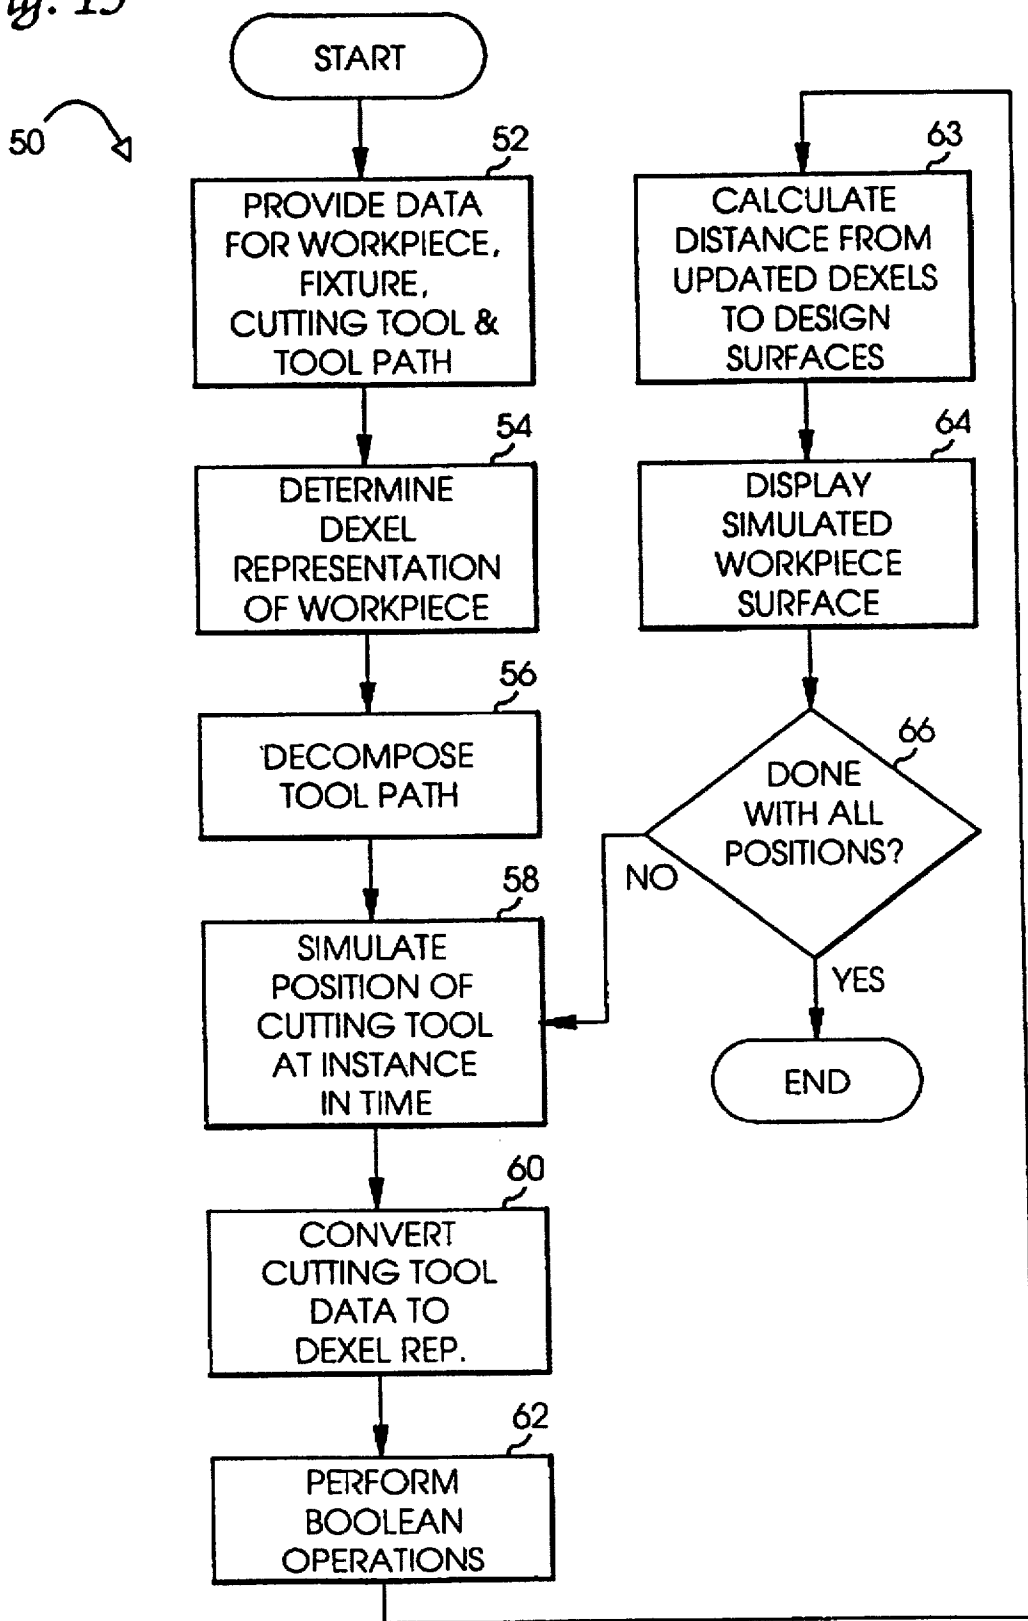 Fig. 13
START
50
52
PROVIDE DATA
FOR WORKPIECE,
FIXTURE,
CUTTING TOOL &
TOOL PATH
54
DETERMINE
DEXEL
REPRESENTATION
OF WORKPIECE
56
DECOMPOSE
TOOL PATH
58
SIMULATE
POSITION OF
CUTTING TOOL
AT INSTANCE
IN TIME
60
CONVERT
CUTTING TOOL
DATA TO
DEXEL REP.
62
PERFORM
BOOLEAN
OPERATIONS
63
CALCULATE
DISTANCE FROM
UPDATED DEXELS
TO DESIGN
SURFACES
64
DISPLAY
SIMULATED
WORKPIECE
SURFACE
66
DONE
WITH ALL
POSITIONS?
NO
YES
END